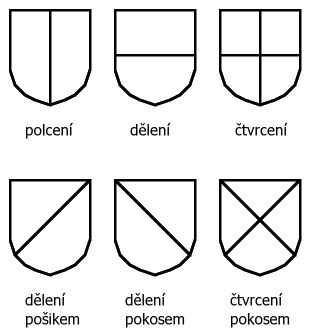 polcení dělení čtvrcení
dělení pošikem
dělení pokosem
čtvrcení pokosem